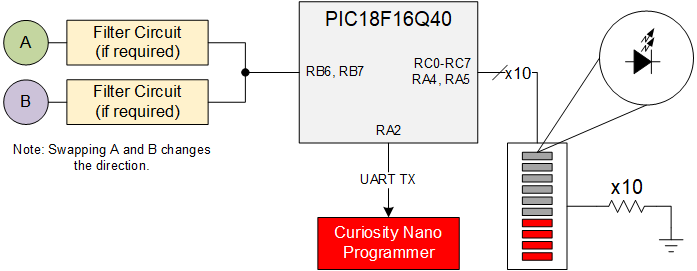 PIC18F16Q40
A
Filter Circuit
(if required)
B
Filter Circuit
(if required)
RB6, RB7
RC0-RC7
RA4, RA5
x10
RA2
Note: Swapping A and B changes
the direction.
UART TX
Curiosity Nano
Programmer
x10